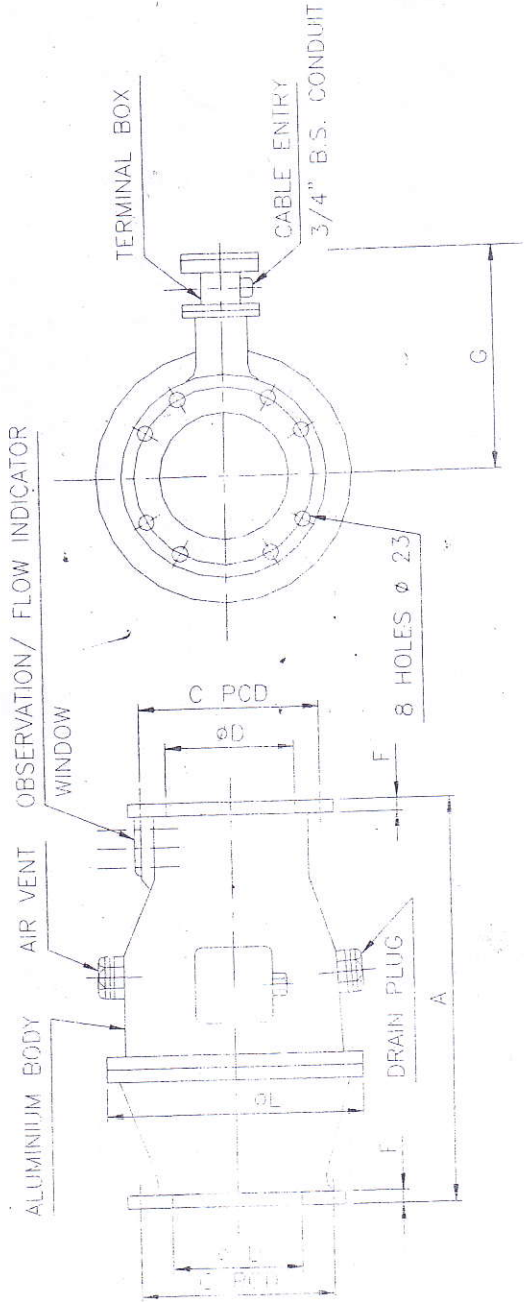 ALUMINIUM BODY
AIR VENT
OBSERVATION/ FLOW INDICATOR
WINDOW
TERMINAL BOX
CABLE ENTRY
3/4" B.S. CONDUIT
C PCD
ØD
F
8 HOLES ø 23
G
DRAIN PLUG
A
F
C PCD